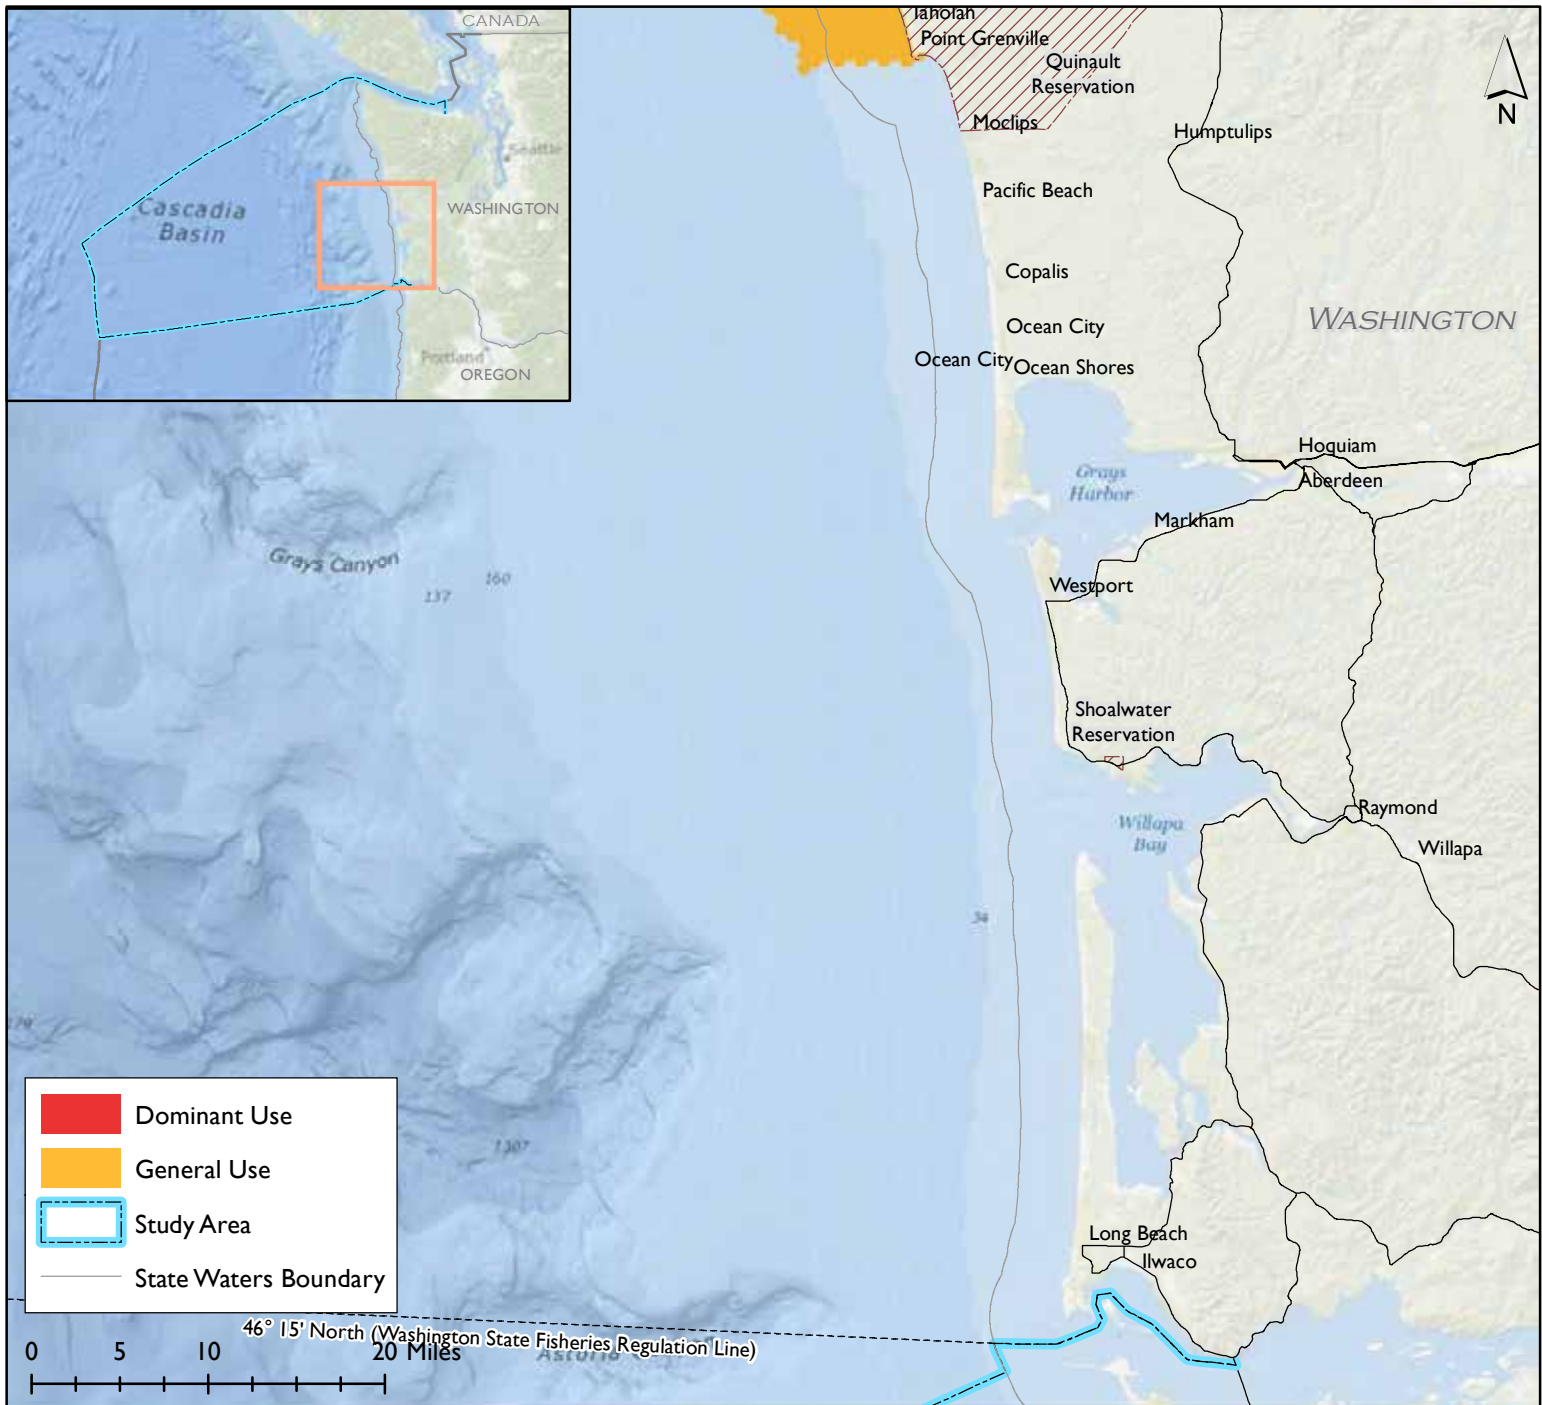 CANADA
Seattle
WASHINGTON
Cascadia
Basin
Portland
OREGON
Taholah
Point Grenville
Quinault
Reservation
Moclips
Humptulips
N
Pacific Beach
Copalis
Ocean City
WASHINGTON
Ocean City
Ocean Shores
Hoquiam
Aberdeen
Grays
Harbor
Markham
Grays Canyon
160
137
Westport
Shoalwater
Reservation
Raymond
Willapa
Bay
Willapa
34
1307
Dominant Use
General Use
Study Area
State Waters Boundary
Long Beach
Ilwaco
46° 15' North (Washington State Fisheries Regulation Line)
0 5 10 20 Miles